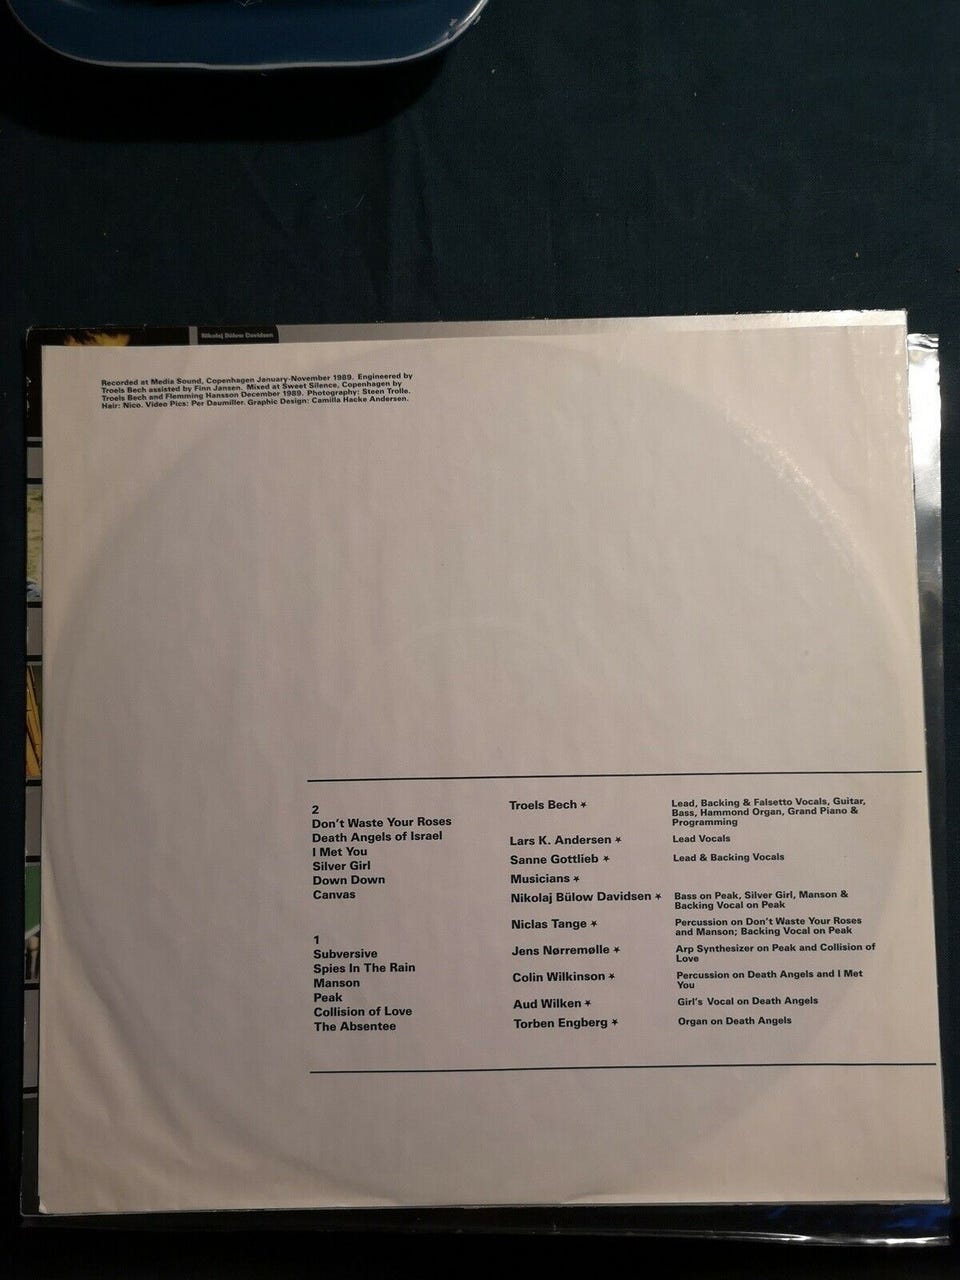 Nikolaj Bülow Davidsen
Recorded at Media Sound, Copenhagen January-November 1989. Engineered by
Troels Bech assisted by Finn Jansen. Mixed at Sweet Silence, Copenhagen by
Troels Bech and Flemming Hansson December 1989. Photography: Steen Trolle.
Hair: Nico. Video Pics: Per Daumiller. Graphic Design: Camilla Hacke Andersen.
2
Don't Waste Your Roses
Death Angels of Israel
I Met You
Silver Girl
Down Down
Canvas
1
Subversive
Spies In The Rain
Manson
Peak
Collision of Love
The Absentee
Troels Bech ★
Lead, Backing & Falsetto Vocals, Guitar,
Bass, Hammond Organ, Grand Piano &
Programming
Lars K. Andersen ★
Lead Vocals
Sanne Gottlieb ★
Lead & Backing Vocals
Musicians ★
Nikolaj Bülow Davidsen ★
Bass on Peak, Silver Girl, Manson &
Backing Vocal on Peak
Niclas Tange ★
Percussion on Don't Waste Your Roses
and Manson; Backing Vocal on Peak
Jens Nørremølle ★
Arp Synthesizer on Peak and Collision of
Love
Colin Wilkinson ★
Percussion on Death Angels and I Met
You
Aud Wilken ★
Girl's Vocal on Death Angels
Torben Engberg ★
Organ on Death Angels